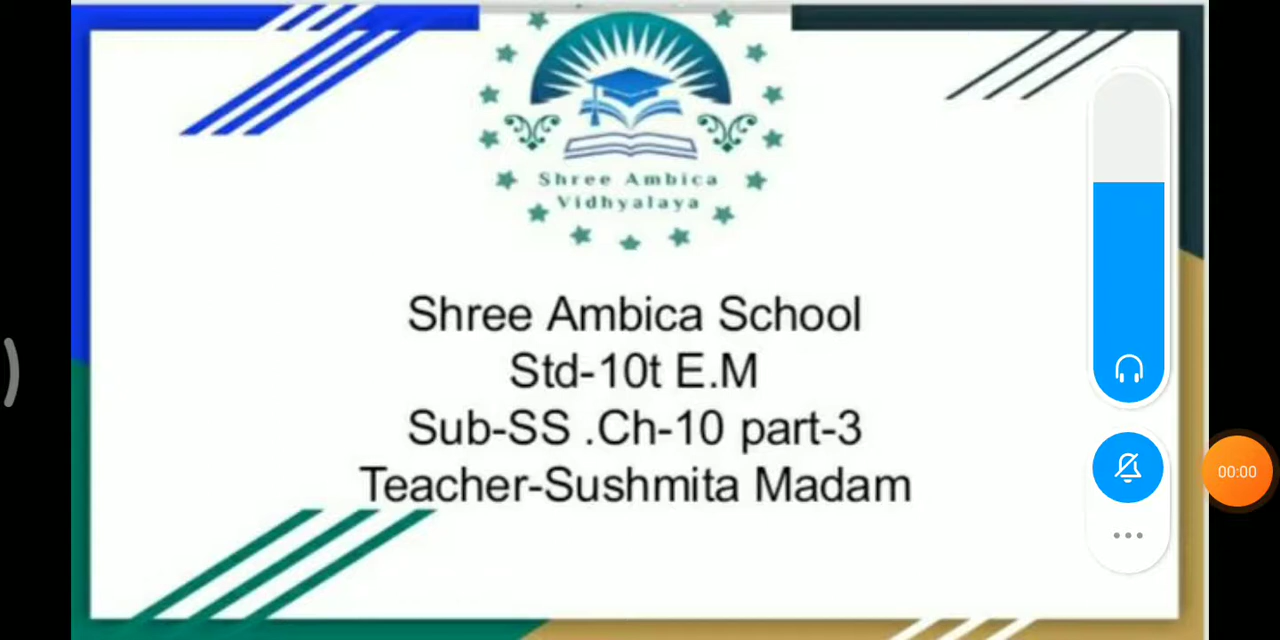 Shree Ambica
Vidhyalaya
Shree Ambica School
Std-10t E.M
Sub-SS .Ch-10 part-3
Teacher-Sushmita Madam
00:00